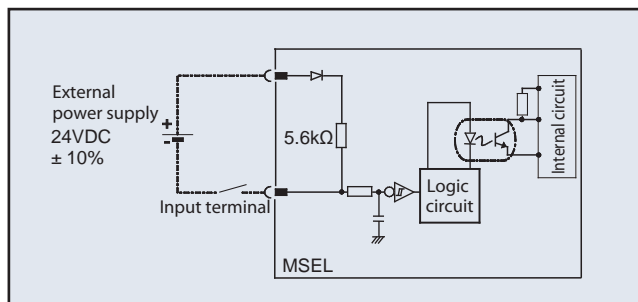 External
power supply
24VDC
± 10%
+
-
5.6kΩ
Input terminal
Logic
circuit
Internal circuit
MSEL